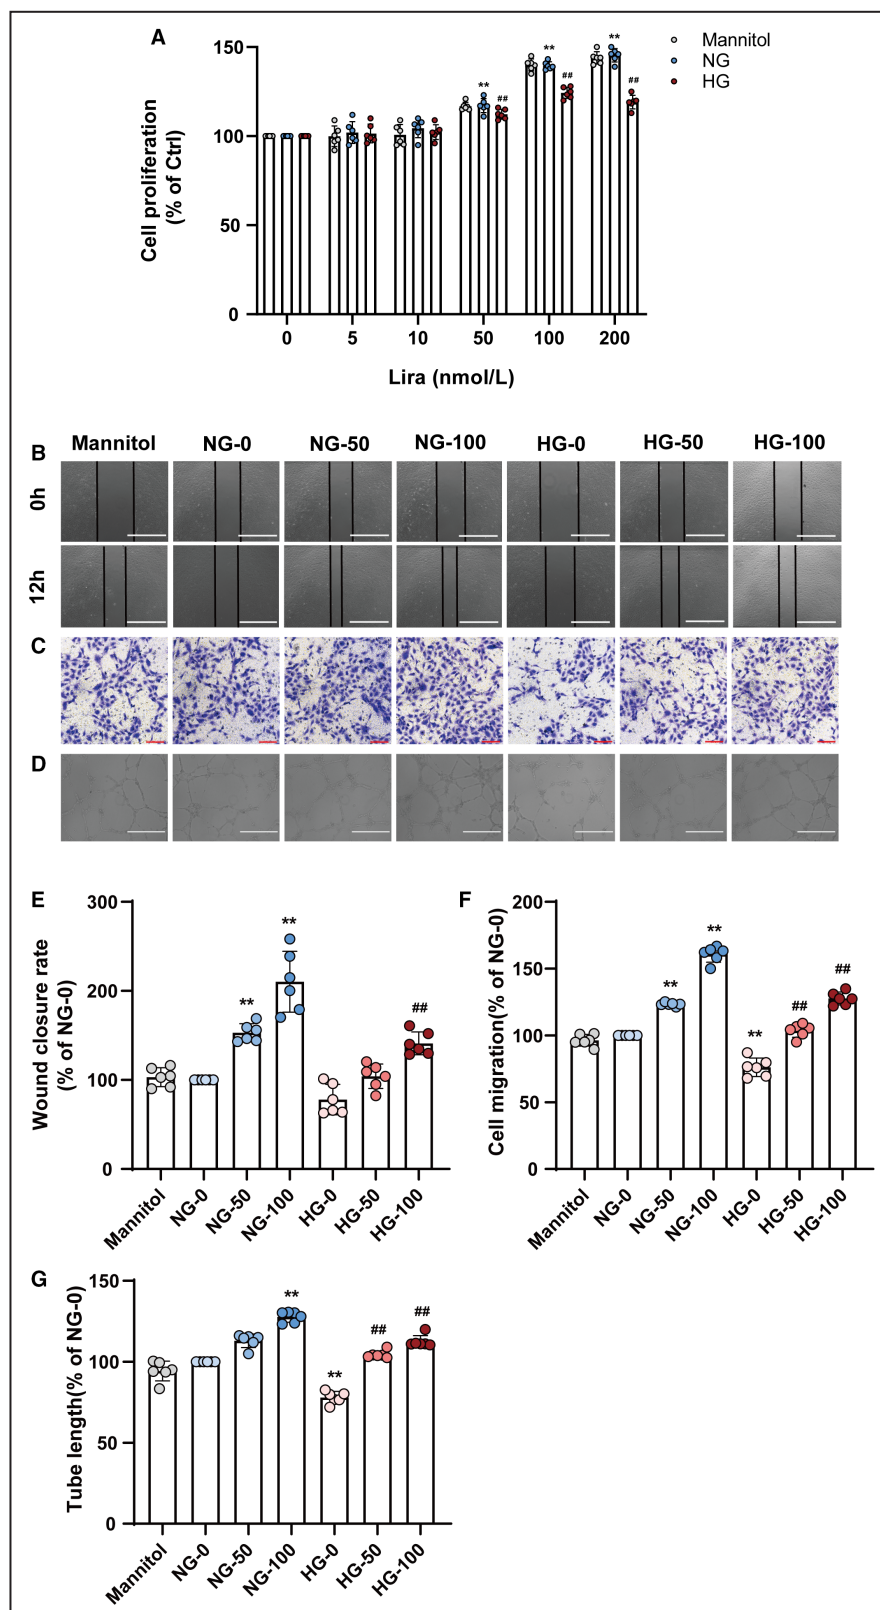 A
150
100
50
0
Cell proliferation
(% of Ctrl)
** ## ** ## ** ##
0 5 10 50 100 200
Lira (nmol/L)
Mannitol
NG
HG
B
Mannitol NG-0 NG-50 NG-100 HG-0 HG-50 HG-100
0h
12h
C
D
E
Wound closure rate
(% of NG-0)
300
200
100
0
** ** ##
Mannitol NG-0 NG-50 NG-100 HG-0 HG-50 HG-100
F
Cell migration(% of NG-0)
200
150
100
50
0
** ** ** ## ##
Mannitol NG-0 NG-50 NG-100 HG-0 HG-50 HG-100
G
Tube length(% of NG-0)
150
100
50
0
** ** ## ##
Mannitol NG-0 NG-50 NG-100 HG-0 HG-50 HG-100